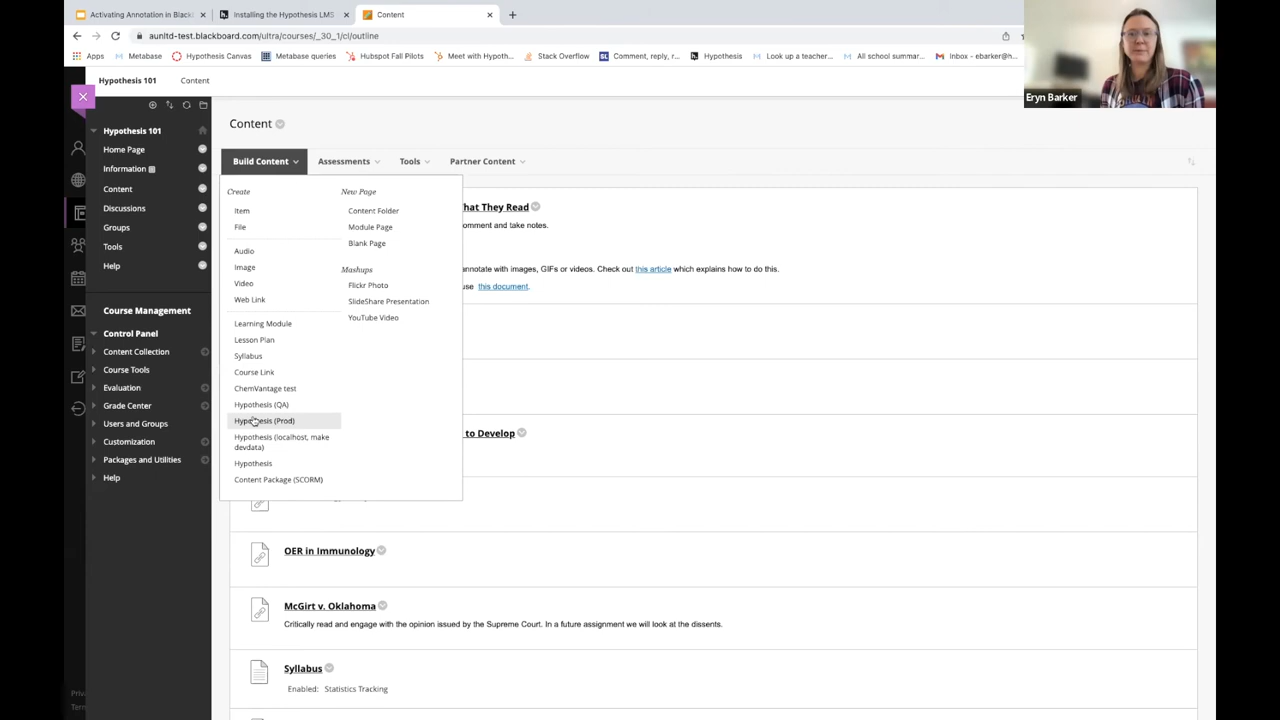 Activating Annotation in Black
Installing the Hypothesis LMS
Content
aunltd-test.blackboard.com/ultra/courses/_30_1/cl/outline
Apps
Metabase
Hypothesis Canvas
Metabase queries
Hubspot Fall Pilots
Meet with Hypoth...
Stack Overflow
Comment, reply, r...
Hypothesis
Look up a teacher...
All school summar...
Inbox - ebarker@h...
Eryn Barker
Hypothesis 101
Content
Hypothesis 101
Home Page
Information
Content
Discussions
Groups
Tools
Help
Course Management
Control Panel
Content Collection
Course Tools
Evaluation
Grade Center
Users and Groups
Customization
Packages and Utilities
Help
Priva
Term
Content
Build Content
Assessments
Tools
Partner Content
Create
Item
File
Audio
Image
Video
Web Link
Learning Module
Lesson Plan
Syllabus
Course Link
ChemVantage test
Hypothesis (QA)
Hypothesis (Prod)
Hypothesis (localhost, make
devdata)
Hypothesis
Content Package (SCORM)
New Page
Content Folder
Module Page
Blank Page
Mashups
Flickr Photo
SlideShare Presentation
YouTube Video
hat They Read
omment and take notes.
annotate with images, GIFs or videos. Check out this article which explains how to do this.
use this document.
to Develop
OER in Immunology
McGirt v. Oklahoma
Critically read and engage with the opinion issued by the Supreme Court. In a future assignment we will look at the dissents.
Syllabus
Enabled: Statistics Tracking